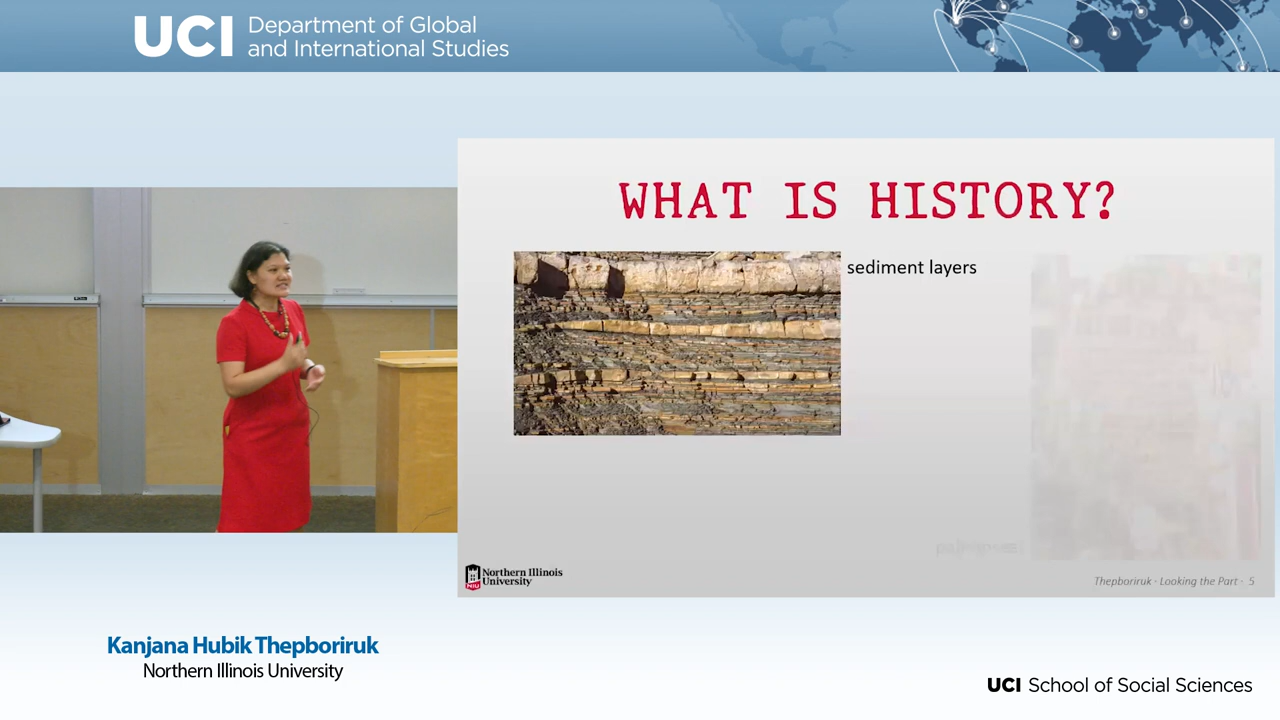 UCI Department of Global
and International Studies
WHAT IS HISTORY?
sediment layers
NIU
Northern Illinois
University
Thepboriruk - Looking the Part - 5
Kanjana Hubik Thepboriruk
Northern Illinois University
UCI School of Social Sciences